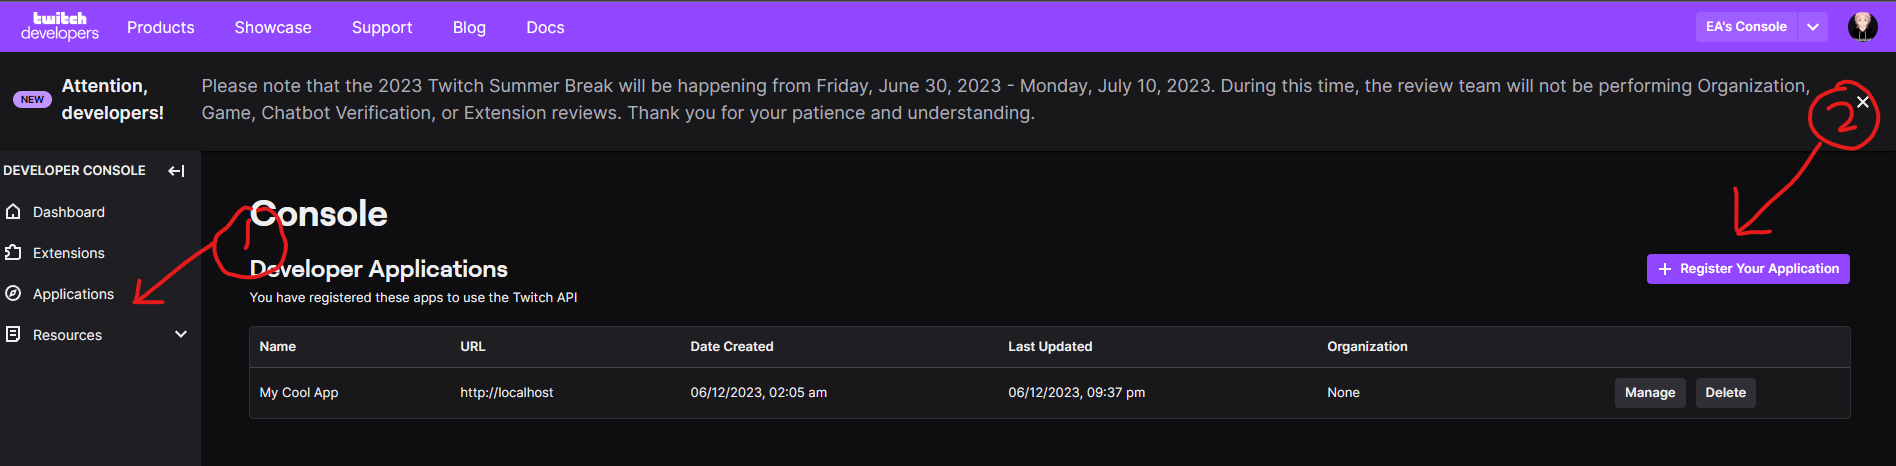 twitch
developers
Products
Showcase
Support
Blog
Docs
EA's Console
NEW
Attention,
developers!
Please note that the 2023 Twitch Summer Break will be happening from Friday, June 30, 2023 - Monday, July 10, 2023. During this time, the review team will not be performing Organization,
Game, Chatbot Verification, or Extension reviews. Thank you for your patience and understanding.
2
DEVELOPER CONSOLE
Dashboard
Extensions
Applications
Resources
1
Console
Developer Applications
You have registered these apps to use the Twitch API
+ Register Your Application
Name URL Date Created Last Updated Organization
My Cool App http://localhost 06/12/2023, 02:05 am 06/12/2023, 09:37 pm None Manage Delete